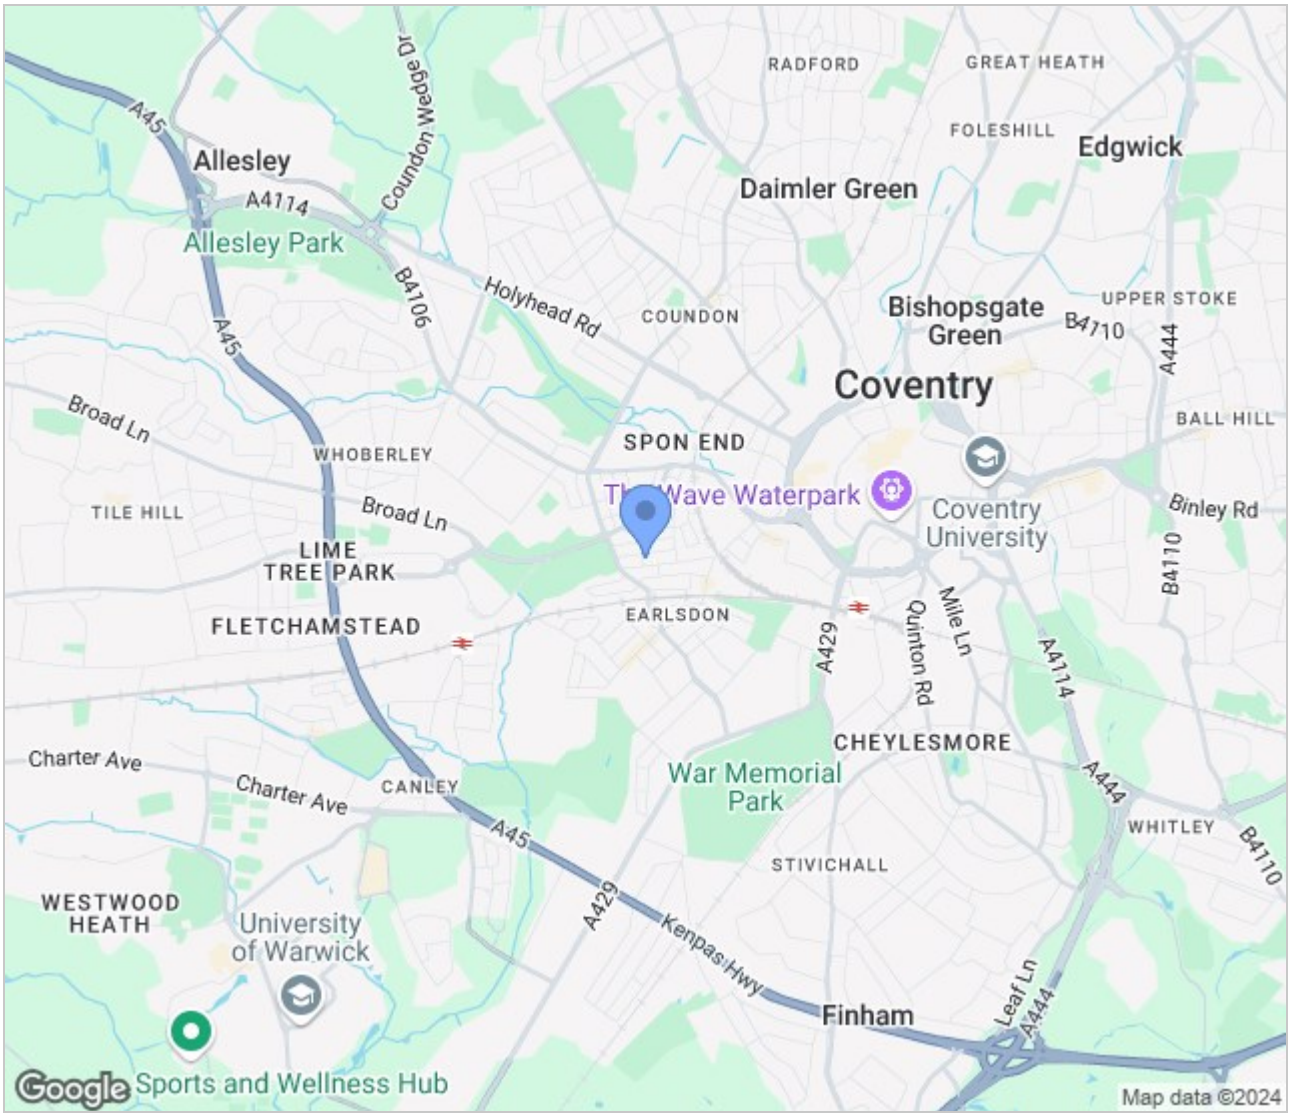 RADFORD
GREAT HEATH
Coundon Wedge Dr
A45
FOLESHILL
Edgwick
Allesley
Daimler Green
A4114
Allesley Park
B4106
Holyhead Rd
COUNDON
Bishopsgate
Green
UPPER STOKE
B4710
A444
A45
Coventry
Broad Ln
BALL HILL
SPON END
WHOBERLEY
The Wave Waterpark
Broad Ln
TILE HILL
Coventry
University
Binley Rd
LIME
TREE PARK
B4110
FLETCHAMSTEAD
EARLSDON
Mile Ln
Quinton Rd
A429
A4114
CHEYLESMORE
Charter Ave
War Memorial
Park
Charter Ave
CANLEY
A444
A45
WHITLEY
B4110
STIVICHALL
WESTWOOD
HEATH
A429
University
of Warwick
Kenpas Hwy
Leaf Ln
A444
Finham
Sports and Wellness Hub
Google
Map data ©2024